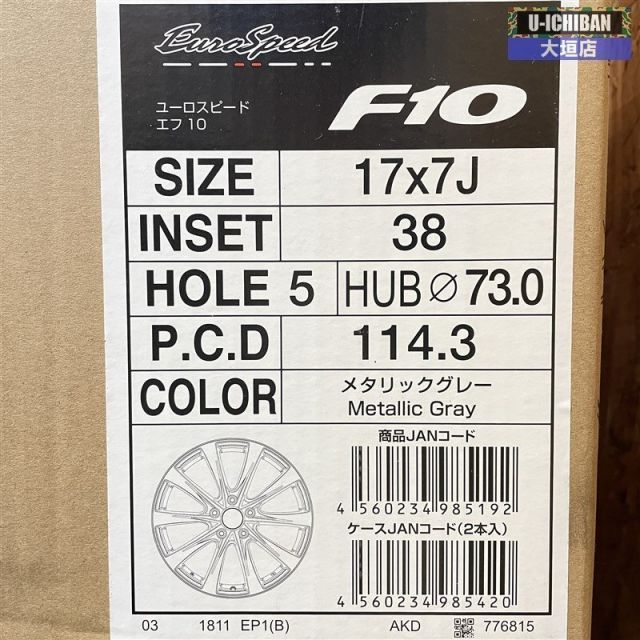 U-ICHIBAN
大垣店
EuroSpeed
ユーロスピード
エフ10
F10
SIZE 17x7J
INSET 38
HOLE 5 HUB ∅ 73.0
P.C.D 114.3
COLOR メタリックグレー
Metallic Gray
商品JANコード
4 560234 985192
ケースJANコード(2本入)
4 560234 985420
03 1811 EP1(B) AKD 776815